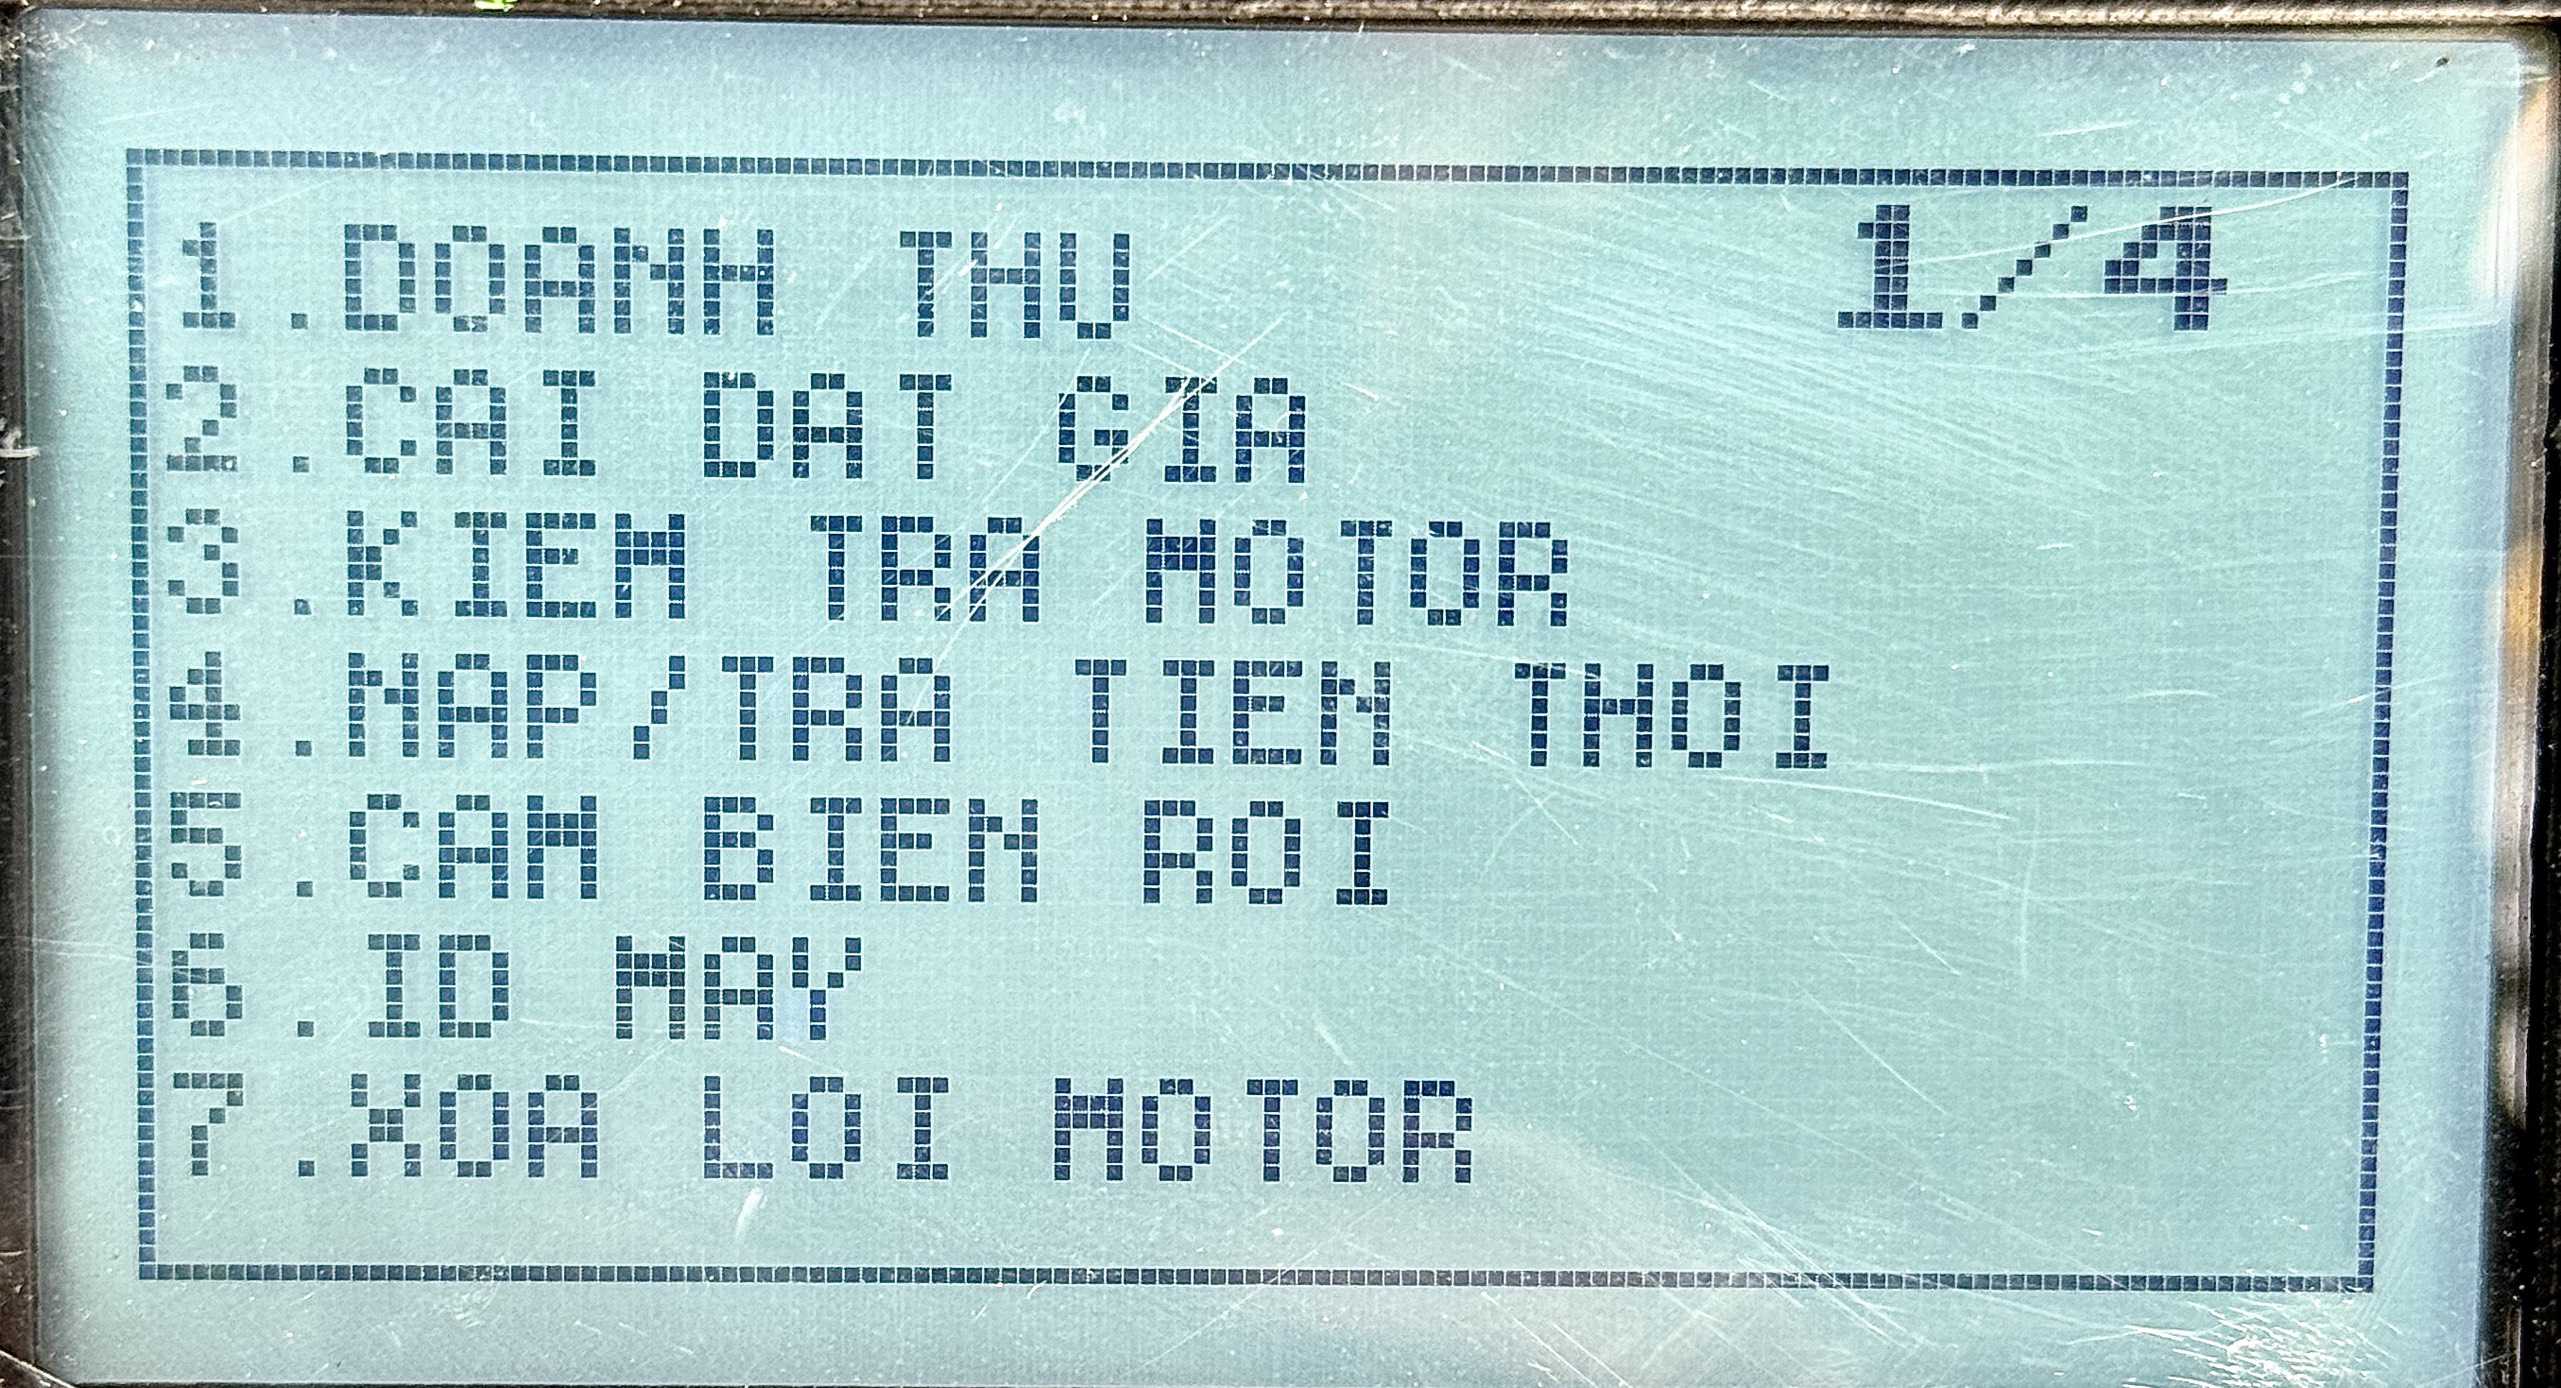 1.DOANH THU 1/4
2.CAI DAT GIA
3.KIEM TRA MOTOR
4.NAP/TRA TIEN THOI
5.CAM BIEN ROI
6.ID MAY
7.XOA LOI MOTOR